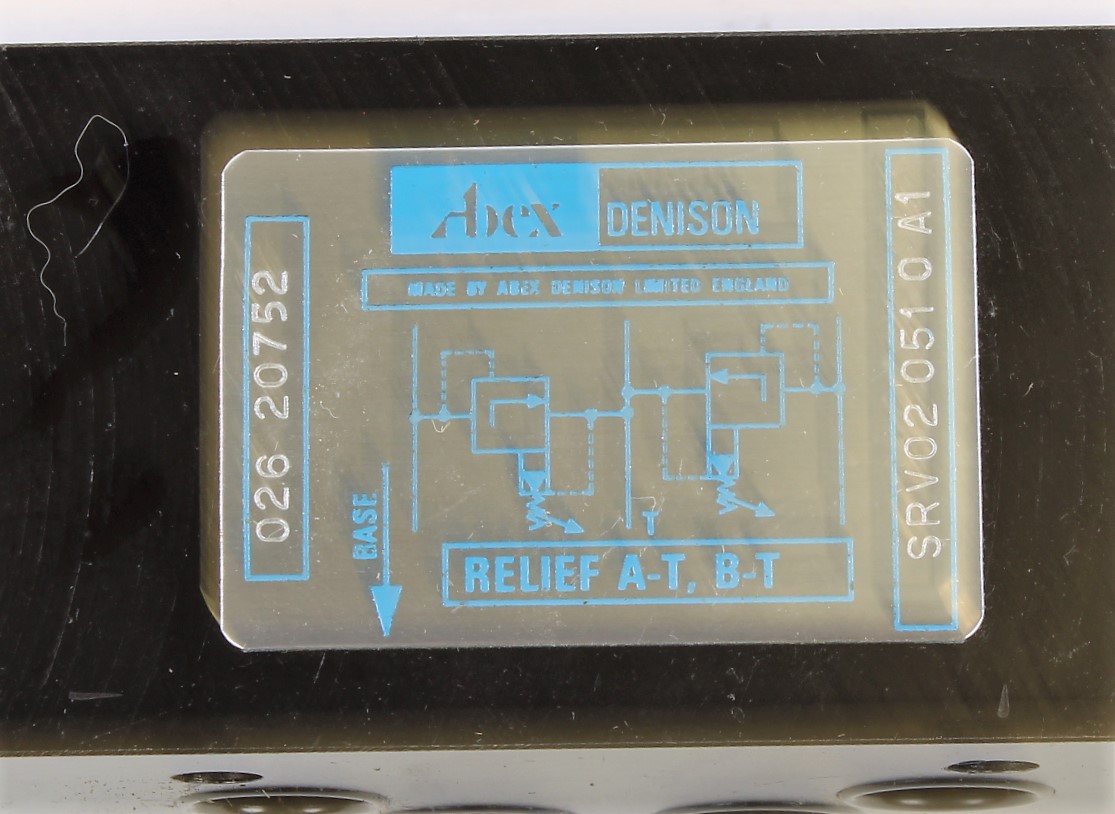 Abex DENISON
MADE BY ABEX DENISON LIMITED ENGLAND
026 20752
SRV02 051 0 A1
BASE
T
RELIEF A-T, B-T